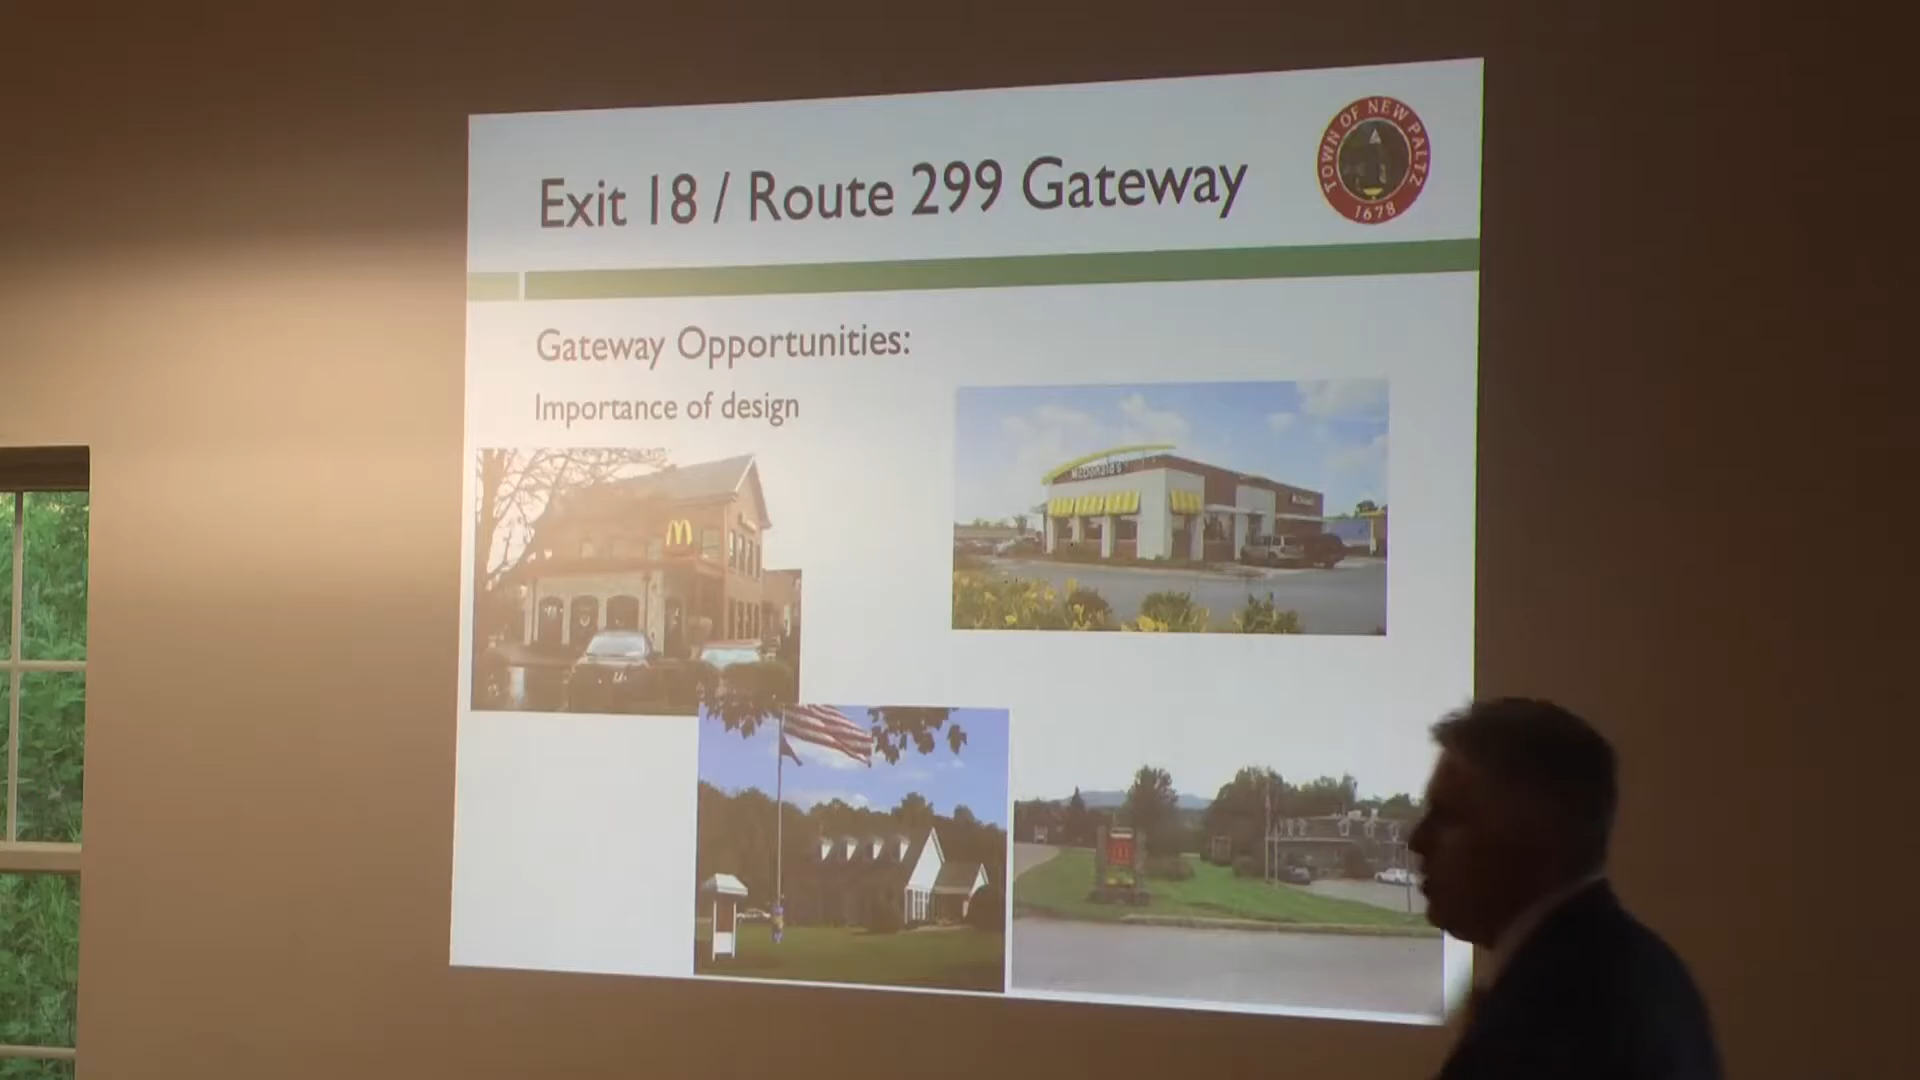 Exit 18 / Route 299 Gateway
TOWN OF NEW PALTZ
1678
Gateway Opportunities:
Importance of design
McDonald's
M